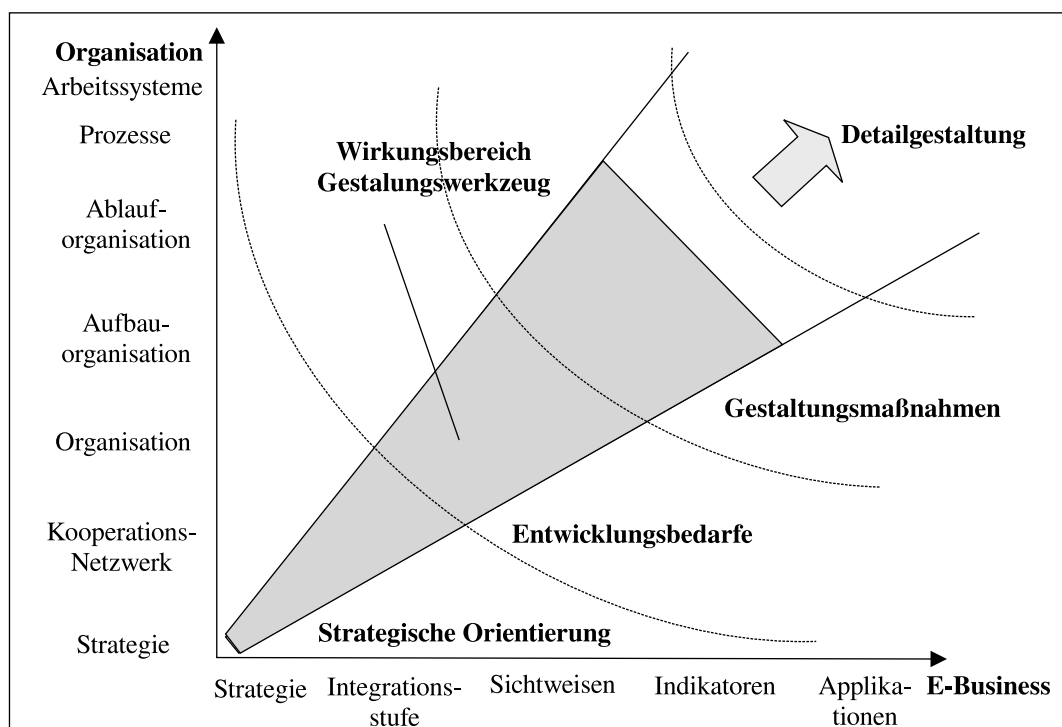 Organisation
Arbeitssysteme
Prozesse
Ablauf-
organisation
Aufbau-
organisation
Organisation
Kooperations-
Netzwerk
Strategie
Wirkungsbereich
Gestalungswerkzeug
Detailgestaltung
Gestaltungsmaßnahmen
Entwicklungsbedarfe
Strategische Orientierung
Strategie
Integrations-
stufe
Sichtweisen
Indikatoren
Applika-
tionen
E-Business